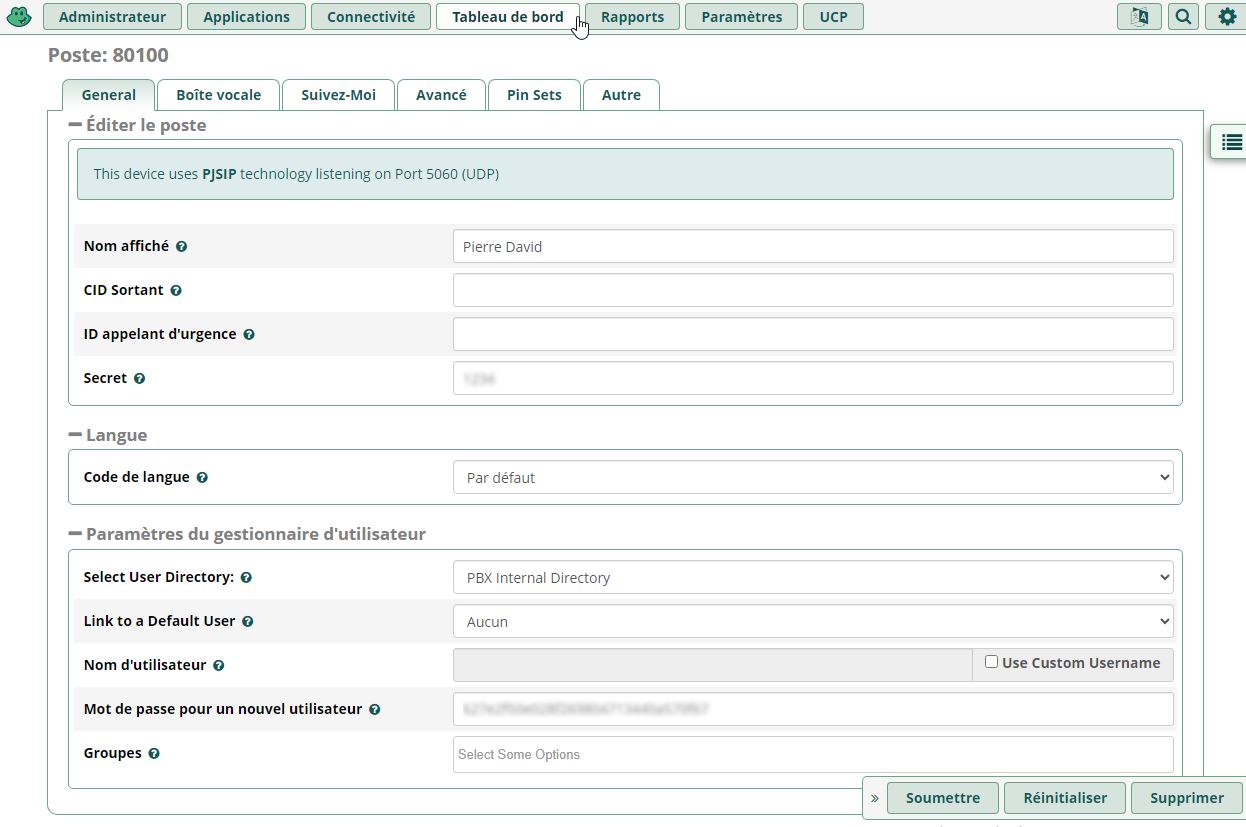 Administrateur Applications Connectivité Tableau de bord Rapports Paramètres UCP
Poste: 80100
General Boîte vocale Suivez-Moi Avancé Pin Sets Autre
Éditer le poste
This device uses PJSIP technology listening on Port 5060 (UDP)
Nom affiché Pierre David
CID Sortant
ID appelant d'urgence
Secret
Langue
Code de langue Par défaut
Paramètres du gestionnaire d'utilisateur
Select User Directory: PBX Internal Directory
Link to a Default User Aucun
Nom d'utilisateur Use Custom Username
Mot de passe pour un nouvel utilisateur
Groupes Select Some Options
» Soumettre Réinitialiser Supprimer